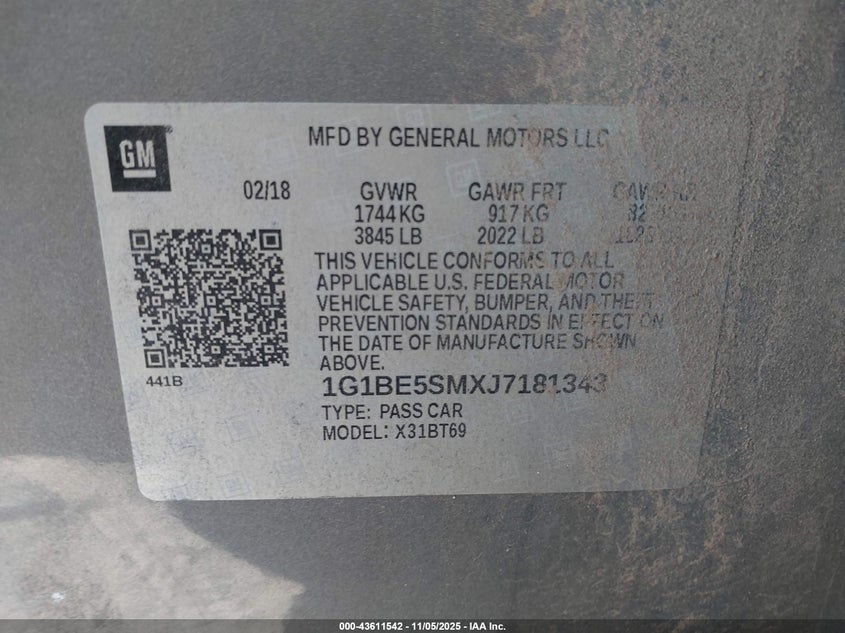 GM
MFD BY GENERAL MOTORS LLC
02/18 GVWR GAWR FRT
1744 KG 917 KG
3845 LB 2022 LB
THIS VEHICLE CONFORMS TO ALL
APPLICABLE U.S. FEDERAL MOTOR
VEHICLE SAFETY, BUMPER, AND THEFT
PREVENTION STANDARDS IN EFFECT ON
THE DATE OF MANUFACTURE SHOWN
ABOVE.
441B
1G1BE5SMXJ7181343
TYPE: PASS CAR
MODEL: X31BT69
000-43611542 - 11/05/2025 - IAA Inc.